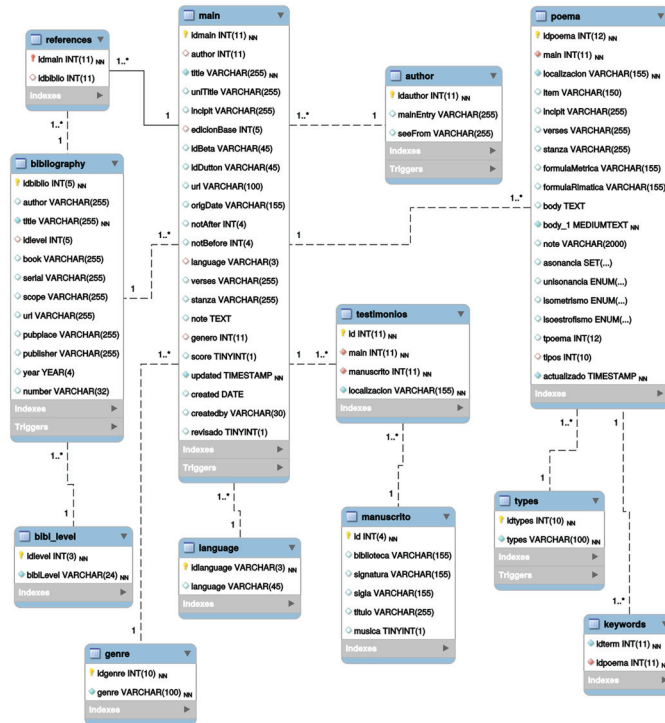 references
idmain INT(11) NN
idbiblio INT(11)
Indexes
1..*
1
1..*
1
bibliography
idbiblio INT(5) NN
author VARCHAR(255)
title VARCHAR(255) NN
idlevel INT(5)
book VARCHAR(255)
serial VARCHAR(255)
scope VARCHAR(255)
url VARCHAR(255)
pubplace VARCHAR(255)
publisher VARCHAR(255)
year YEAR(4)
number VARCHAR(32)
Indexes
Triggers
1..*
1
1..*
1
bibl_level
idlevel INT(3) NN
biblLevel VARCHAR(24) NN
Indexes
main
idmain INT(11) NN
author INT(11)
title VARCHAR(255) NN
uniTitle VARCHAR(255)
incipit VARCHAR(255)
edicionBase INT(5)
idBeta VARCHAR(45)
idDutton VARCHAR(45)
url VARCHAR(100)
origDate VARCHAR(155)
notAfter INT(4)
notBefore INT(4)
language VARCHAR(3)
verses VARCHAR(255)
stanza VARCHAR(255)
note TEXT
genero INT(11)
score TINYINT(1)
updated TIMESTAMP NN
created DATE
createdby VARCHAR(30)
revisado TINYINT(1)
Indexes
Triggers
1..*
1
1..*
1
genre
idgenre INT(10) NN
genre VARCHAR(100) NN
Indexes
1..*
1
language
idlanguage VARCHAR(3) NN
language VARCHAR(45)
Indexes
author
idauthor INT(11) NN
mainEntry VARCHAR(255)
seeFrom VARCHAR(255)
Indexes
Triggers
1
1..*
1
1..*
testimonios
id INT(11) NN
main INT(11) NN
manuscrito INT(11) NN
localizacion VARCHAR(155) NN
Indexes
1..*
1
manuscrito
id INT(4) NN
biblioteca VARCHAR(155)
signatura VARCHAR(155)
sigla VARCHAR(155)
titulo VARCHAR(255)
musica TINYINT(1)
Indexes
poema
idpoema INT(12) NN
main INT(11) NN
localizacion VARCHAR(155) NN
item VARCHAR(150)
incipit VARCHAR(255)
verses VARCHAR(255)
stanza VARCHAR(255)
formulaMetrica VARCHAR(155)
formulaRimatica VARCHAR(155)
body TEXT
body_1 MEDIUMTEXT NN
note VARCHAR(2000)
asonancia SET(...)
unisonancia ENUM(...)
isometrismo ENUM(...)
isoestrofismo ENUM(...)
tpoema INT(12)
tipos INT(10)
actualizado TIMESTAMP NN
Indexes
1..*
1
1
1..*
types
idtypes INT(10) NN
types VARCHAR(100) NN
Indexes
Triggers
keywords
idterm INT(11) NN
idpoema INT(11) NN
Indexes